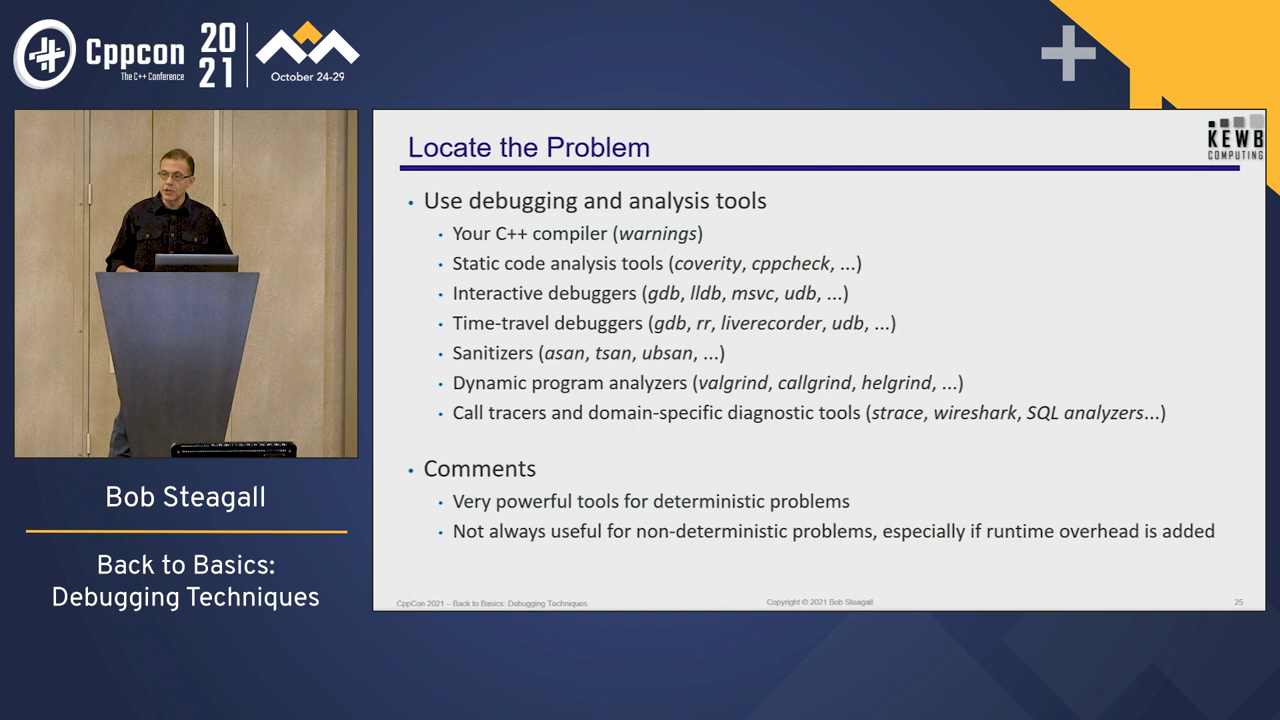 Cppcon
The C++ Conference
20
21
October 24-29
Locate the Problem
KEWB
COMPUTING
• Use debugging and analysis tools
• Your C++ compiler (warnings)
• Static code analysis tools (coverity, cppcheck, ...)
• Interactive debuggers (gdb, lldb, msvc, udb, ...)
• Time-travel debuggers (gdb, rr, liverecorder, udb, ...)
• Sanitizers (asan, tsan, ubsan, ...)
• Dynamic program analyzers (valgrind, callgrind, helgrind, ...)
• Call tracers and domain-specific diagnostic tools (strace, wireshark, SQL analyzers...)
• Comments
• Very powerful tools for deterministic problems
• Not always useful for non-deterministic problems, especially if runtime overhead is added
CppCon 2021 – Back to Basics: Debugging Techniques
Copyright © 2021 Bob Steagall
25
Bob Steagall
Back to Basics:
Debugging Techniques